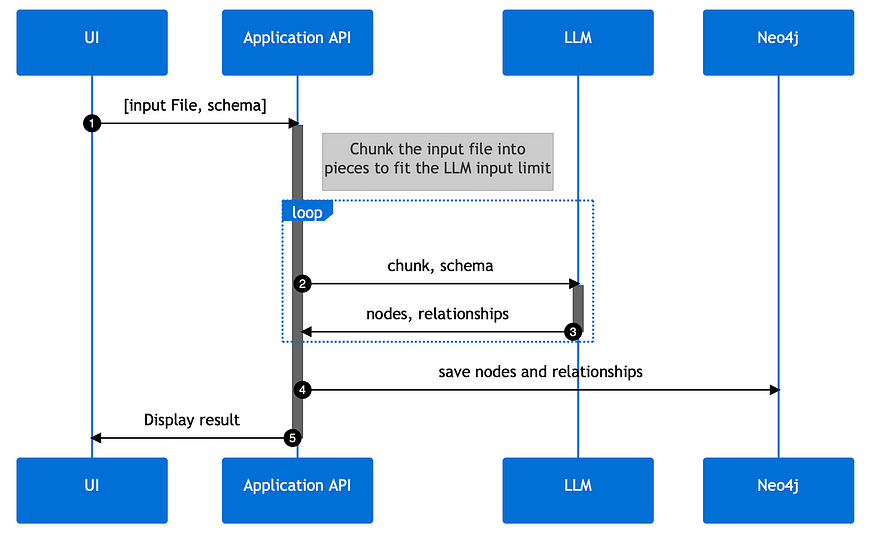 UI
Application API
LLM
Neo4j
[input File, schema]
1
Chunk the input file into
pieces to fit the LLM input limit
loop
chunk, schema
2
nodes, relationships
3
save nodes and relationships
4
Display result
5
UI
Application API
LLM
Neo4j